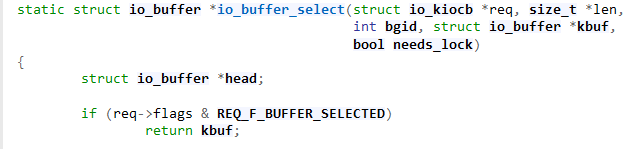 static struct io_buffer *io_buffer_select(struct io_kiocb *req, size_t *len,
                                          int bgid, struct io_buffer *kbuf,
                                          bool needs_lock)
{
        struct io_buffer *head;

        if (req->flags & REQ_F_BUFFER_SELECTED)
                return kbuf;